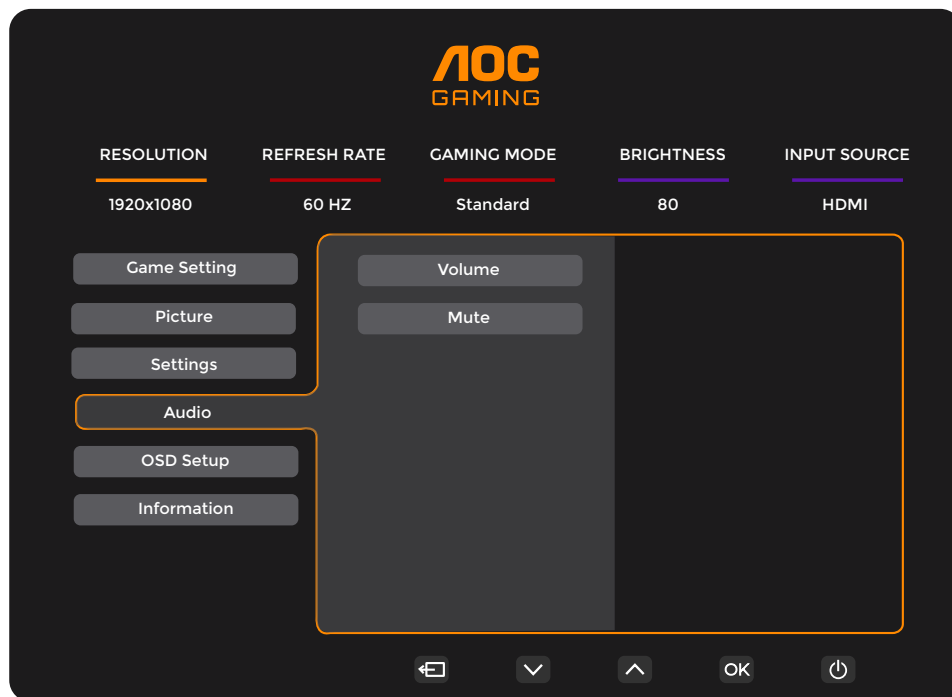 AOC
GAMING
RESOLUTION REFRESH RATE GAMING MODE BRIGHTNESS INPUT SOURCE
1920x1080 60 HZ Standard 80 HDMI
Game Setting
Picture
Settings
Audio
OSD Setup
Information
Volume
Mute
OK